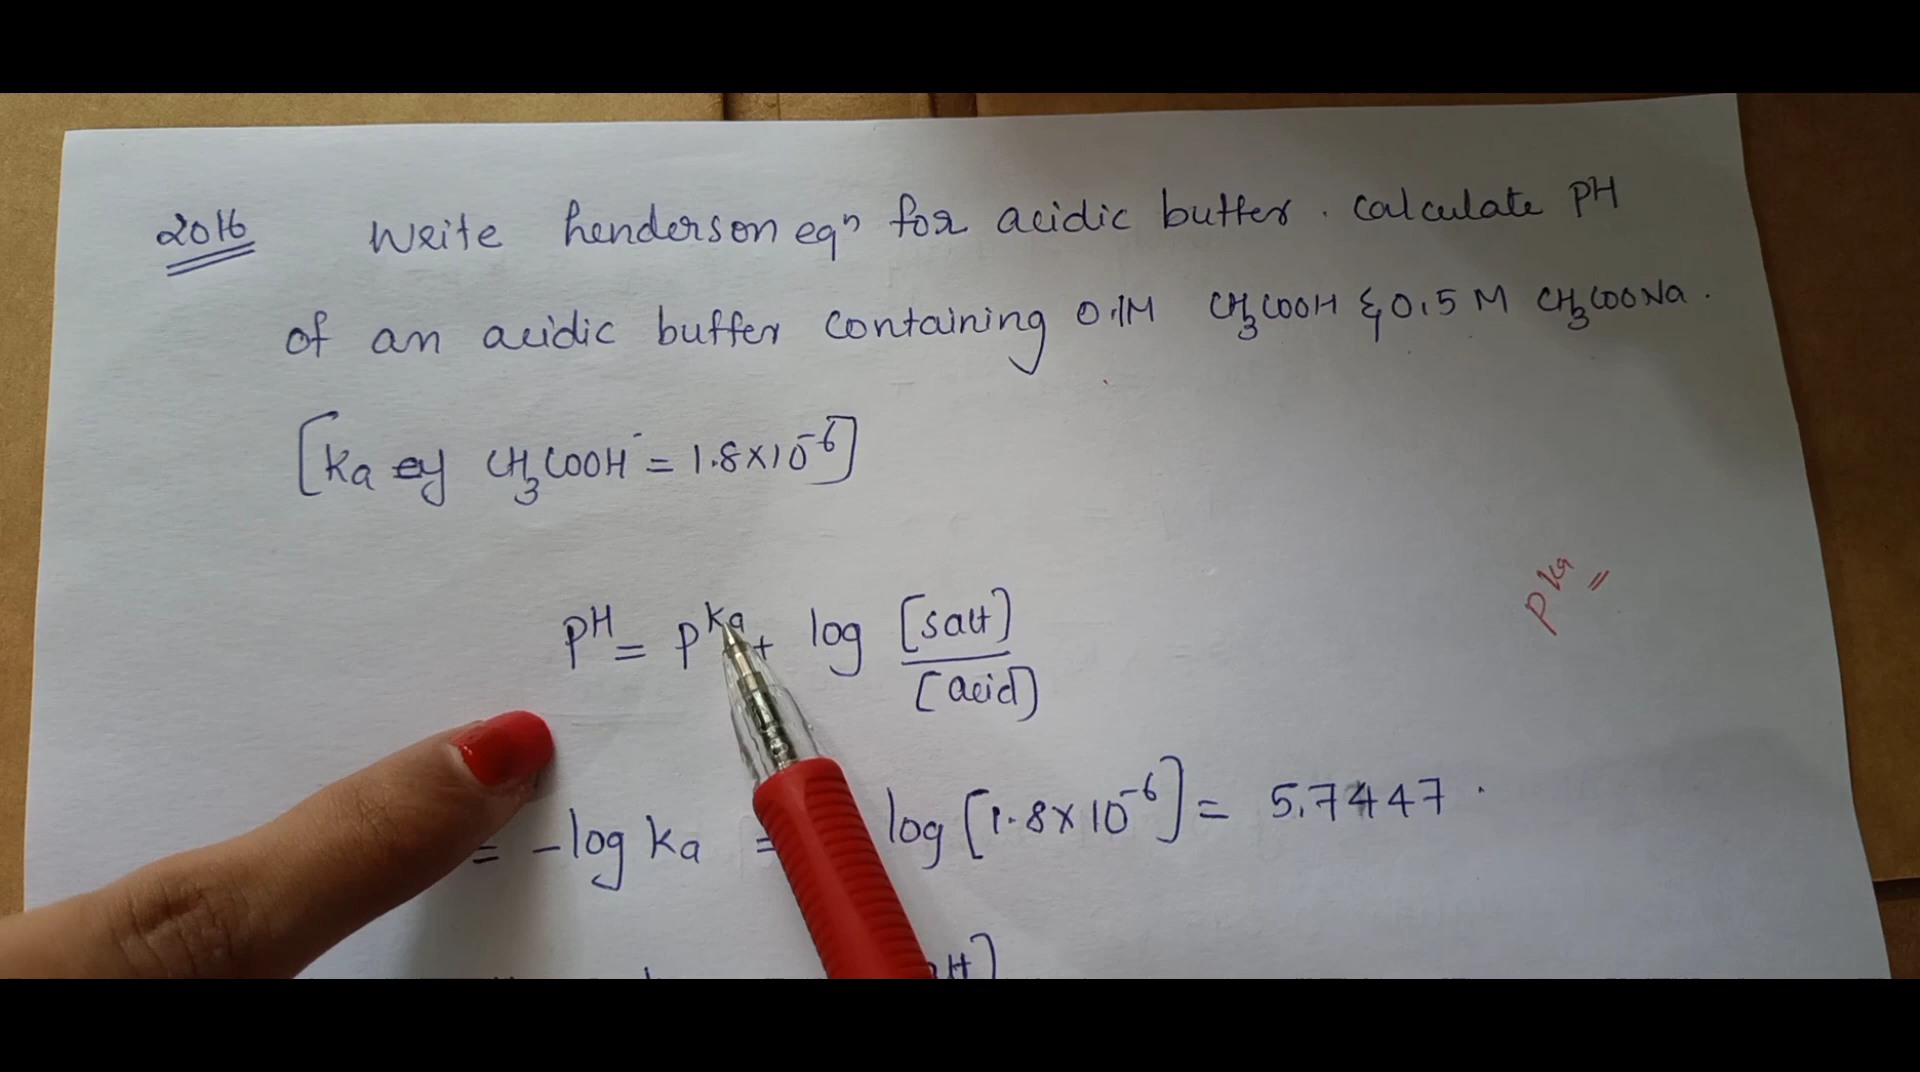 2016 Write henderson eqn for acidic buffer. calculate PH
of an acidic buffer containing 0.1M CH3COOH & 0.5 M CH3COONa.
[Ka of CH3COOH = 1.8×10-6]
PKa =
PH = PKa + log [salt]
[acid]
= -log Ka = log [1.8×10-6] = 5.7447.